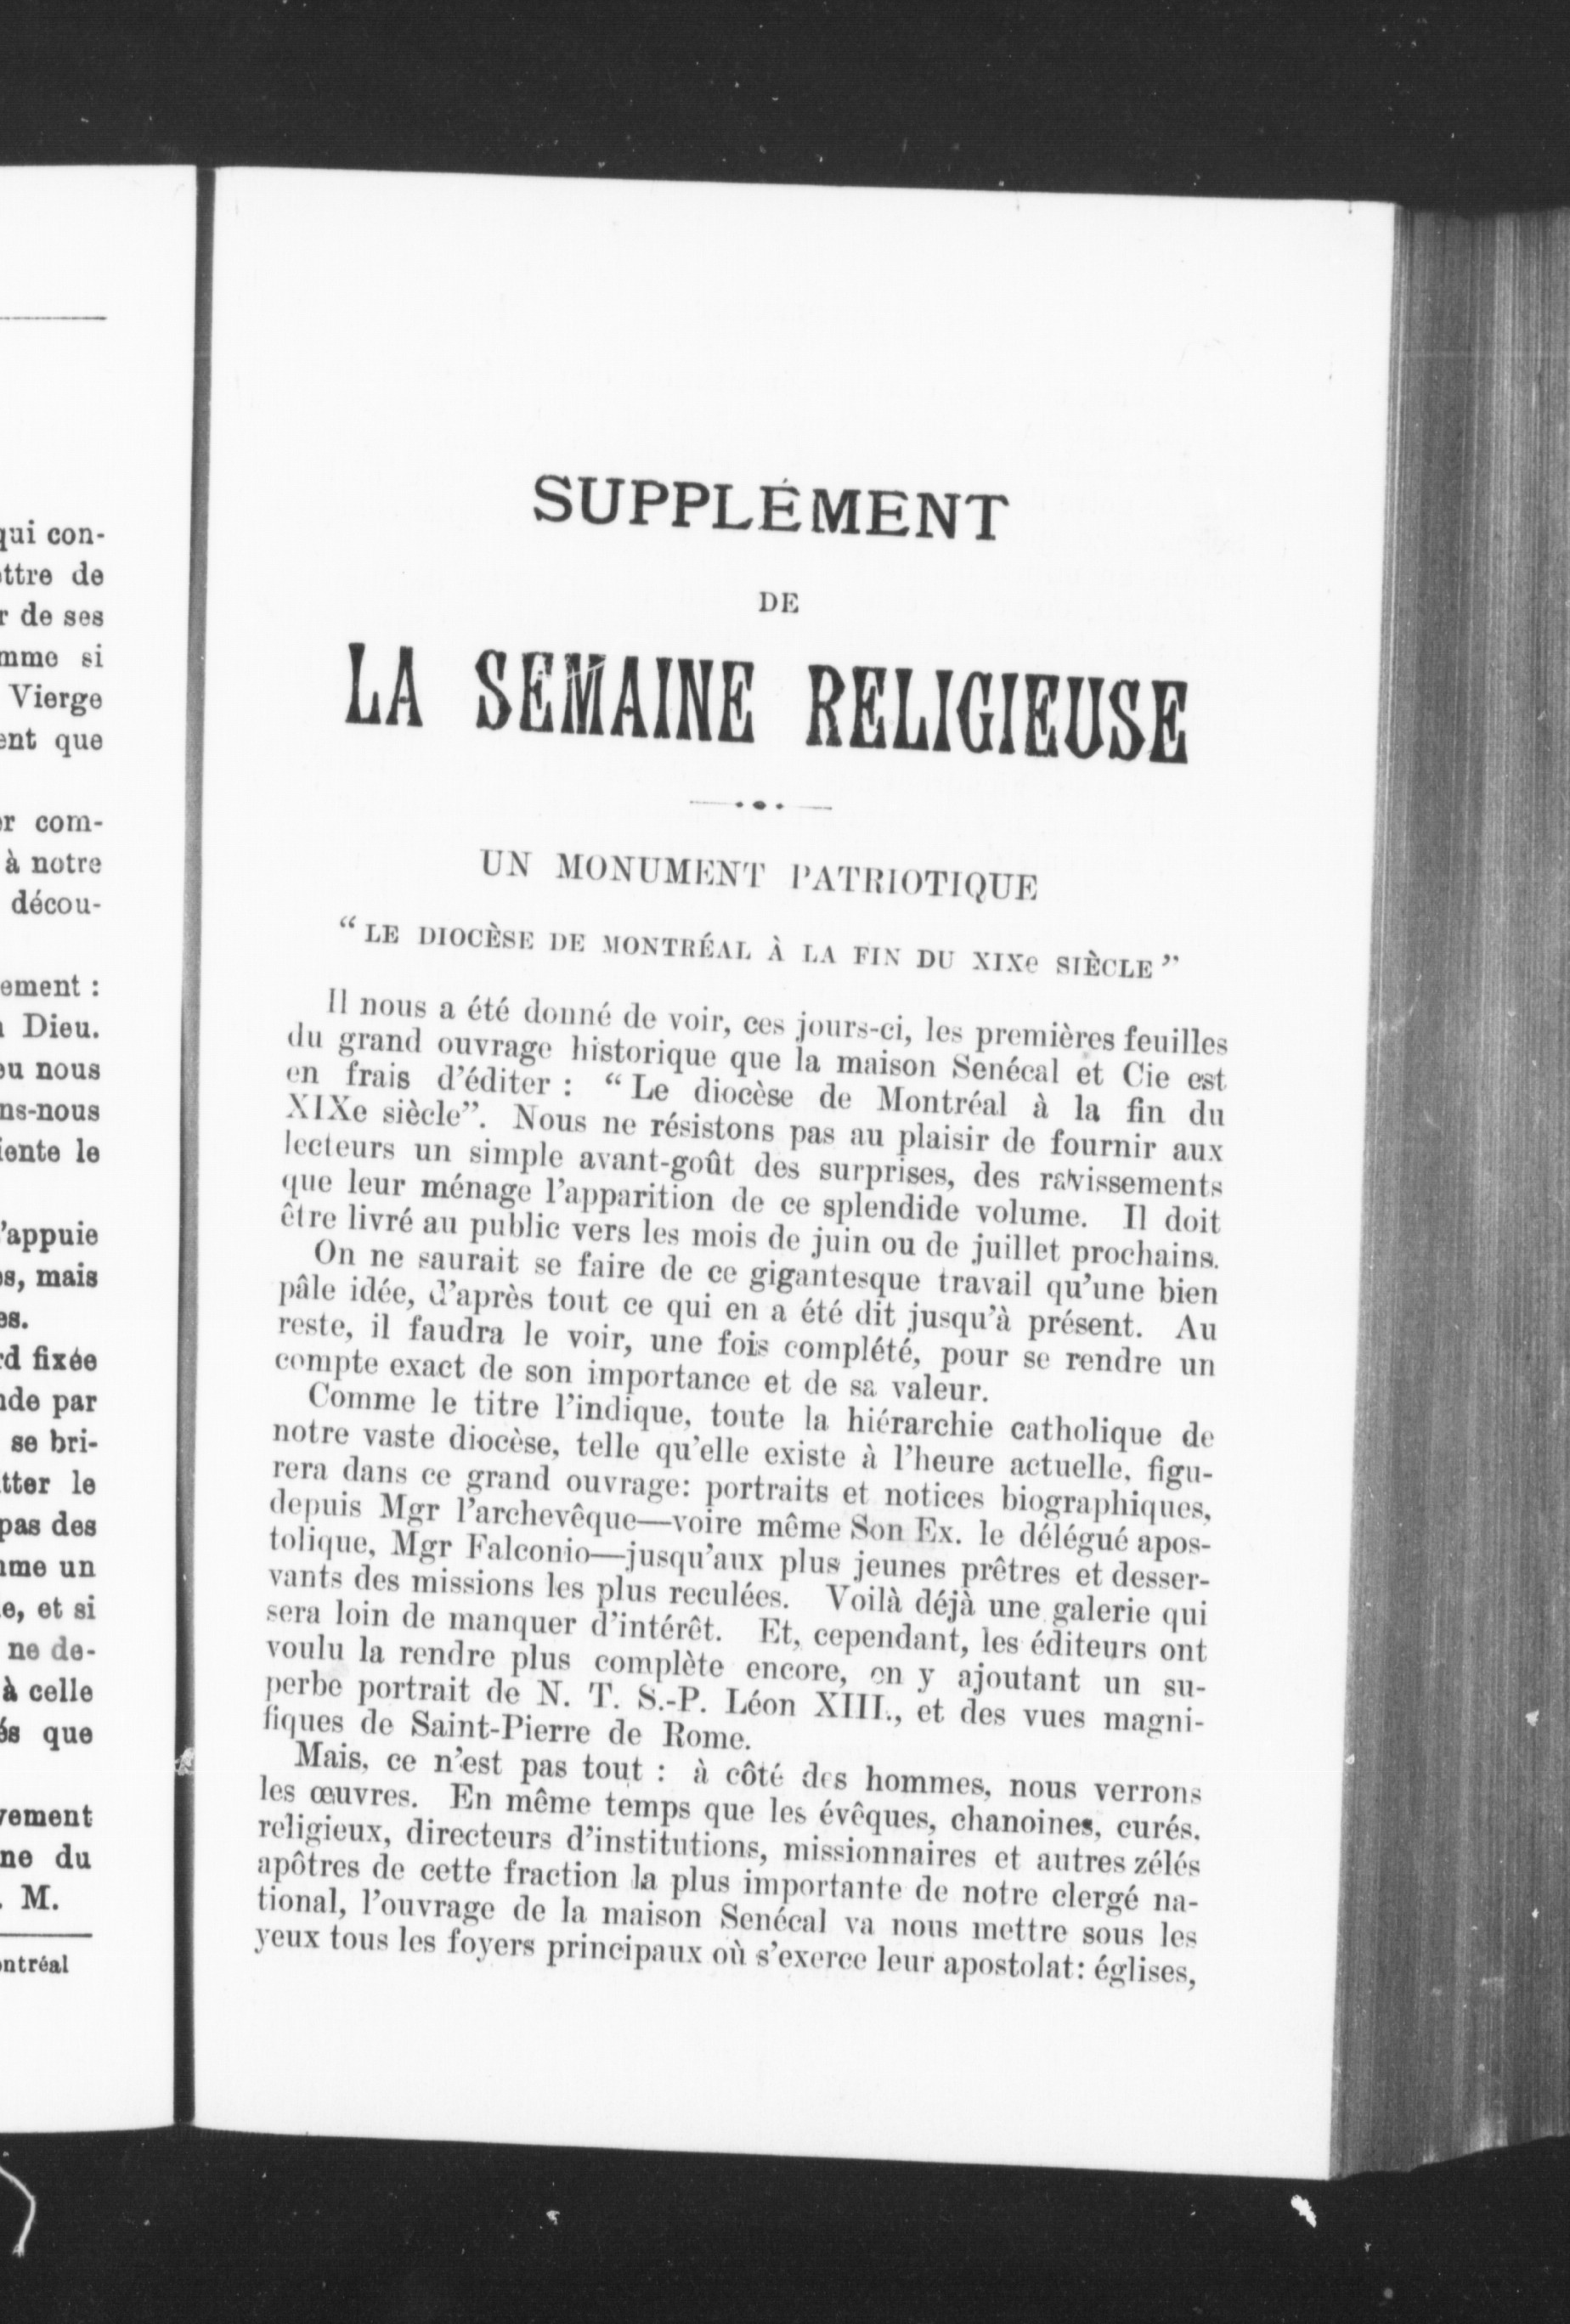 qui con-
ttre de
r de ses
mme si
Vierge
ent que
er com-
à notre
décou-
ement :
Dieu.
nous
ns-nous
iente le
'appuie
es, mais
es.
rd fixée
nde par
se bri-
tter le
pas des
mme un
e, et si
ne de-
à celle
és que
vement
ne du
M.
ontréal
SUPPLÉMENT
DE
LA SEMAINE RELIGIEUSE
UN MONUMENT PATRIOTIQUE
“LE DIOCÈSE DE MONTRÉAL À LA FIN DU XIXe SIÈCLE”
Il nous a été donné de voir, ces jours-ci, les premières feuilles
du grand ouvrage historique que la maison Senécal et Cie est
en frais d'éditer : “Le diocèse de Montréal à la fin du
XIXe siècle”. Nous ne résistons pas au plaisir de fournir aux
lecteurs un simple avant-goût des surprises, des ravissements
que leur ménage l'apparition de ce splendide volume. Il doit
être livré au public vers les mois de juin ou de juillet prochains.
On ne saurait se faire de ce gigantesque travail qu'une bien
pâle idée, d'après tout ce qui en a été dit jusqu'à présent. Au
reste, il faudra le voir, une fois complété, pour se rendre un
compte exact de son importance et de sa valeur.
Comme le titre l'indique, toute la hiérarchie catholique de
notre vaste diocèse, telle qu'elle existe à l'heure actuelle, figu-
rera dans ce grand ouvrage: portraits et notices biographiques,
depuis Mgr l'archevêque—voire même Son Ex. le délégué apos-
tolique, Mgr Falconio—jusqu'aux plus jeunes prêtres et desser-
vants des missions les plus reculées. Voilà déjà une galerie qui
sera loin de manquer d'intérêt. Et, cependant, les éditeurs ont
voulu la rendre plus complète encore, en y ajoutant un su-
perbe portrait de N. T. S.-P. Léon XIII., et des vues magni-
fiques de Saint-Pierre de Rome.
Mais, ce n'est pas tout : à côté des hommes, nous verrons
les œuvres. En même temps que les évêques, chanoines, curés,
religieux, directeurs d'institutions, missionnaires et autres zélés
apôtres de cette fraction la plus importante de notre clergé na-
tional, l'ouvrage de la maison Senécal va nous mettre sous les
yeux tous les foyers principaux où s'exerce leur apostolat: églises,